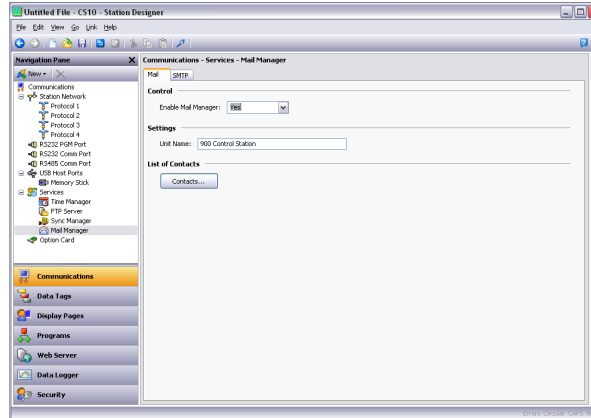 Untitled File - CS10 - Station Designer
File Edit View Go Link Help
Navigation Pane X
New
Communications
Station Network
Protocol 1
Protocol 2
Protocol 3
Protocol 4
RS232 PGM Port
RS232 Comm Port
RS485 Comm Port
USB Host Ports
Memory Stick
Services
Time Manager
FTP Server
Sync Manager
Mail Manager
Option Card
Communications
Data Tags
Display Pages
Programs
Web Server
Data Logger
Security
Communications - Services - Mail Manager
Mail SMTP
Control
Enable Mail Manager: Yes
Settings
Unit Name: 900 Control Station
List of Contacts
Contacts...
Errors Circular CAPS